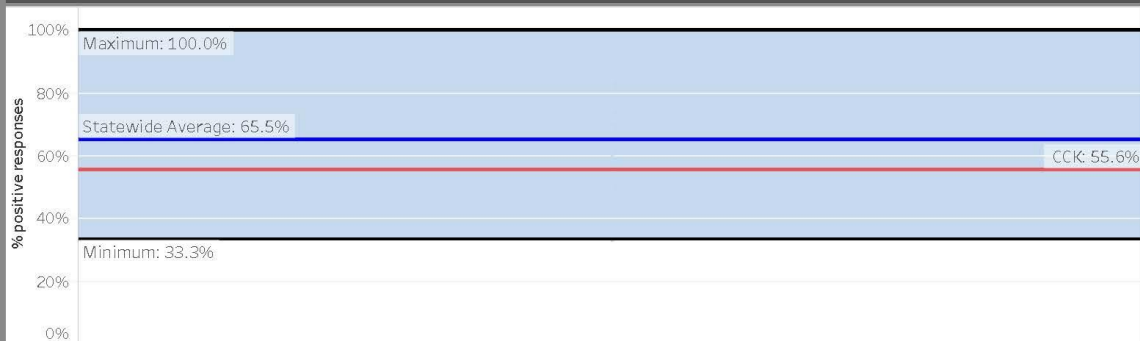 % positive responses
100%
Maximum: 100.0%
80%
Statewide Average: 65.5%
60%
CCK: 55.6%
40%
Minimum: 33.3%
20%
0%